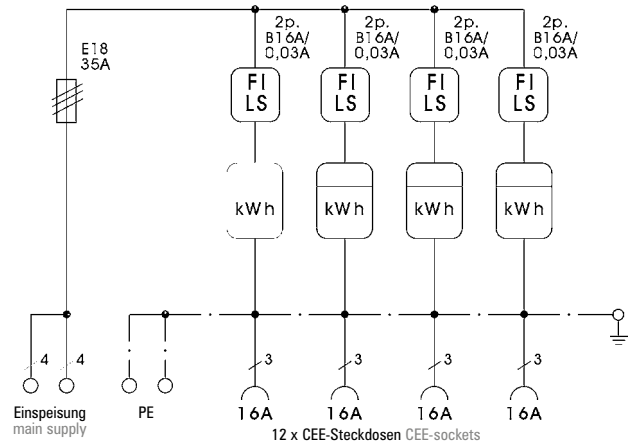 2p. 2p. 2p. 2p.
B16A/ B16A/ B16A/ B16A/
0,03A 0,03A 0,03A 0,03A
E18
35A
FI FI FI FI
LS LS LS LS
kWh kWh kWh kWh
4 4 3 3 3 3
Einspeisung PE 16A 16A 16A 16A
main supply
12 x CEE-Steckdosen CEE-sockets